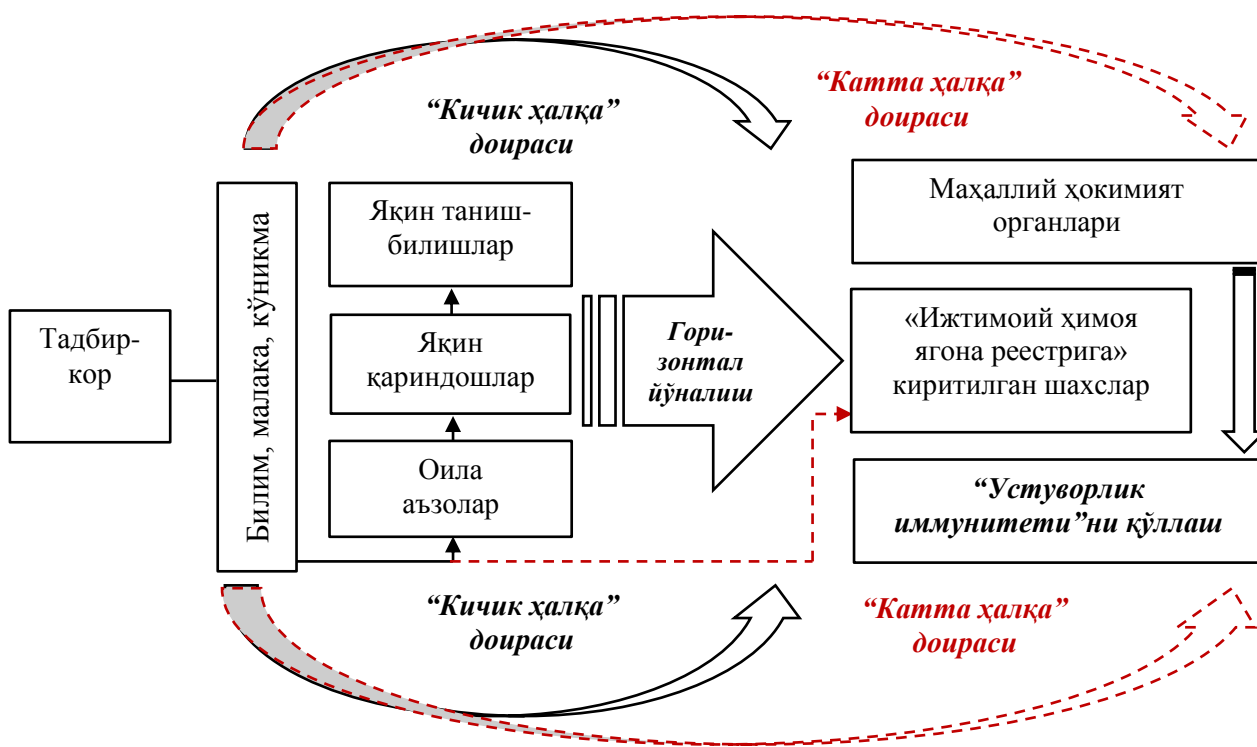 “Кичик ҳалқа”
доираси
“Катта ҳалқа”
доираси
Тадбир-
кор
Билим, малака, кўникма
Яқин таниш-
билишлар
Яқин
қариндошлар
Оила
аъзолар
Гори-
зонтал
йўналиш
Маҳаллий ҳокимият
органлари
«Ижтимоий ҳимоя
ягона реестрига»
киритилган шахслар
“Устуворлик
иммунитети”ни қўллаш
“Кичик ҳалқа”
доираси
“Катта ҳалқа”
доираси